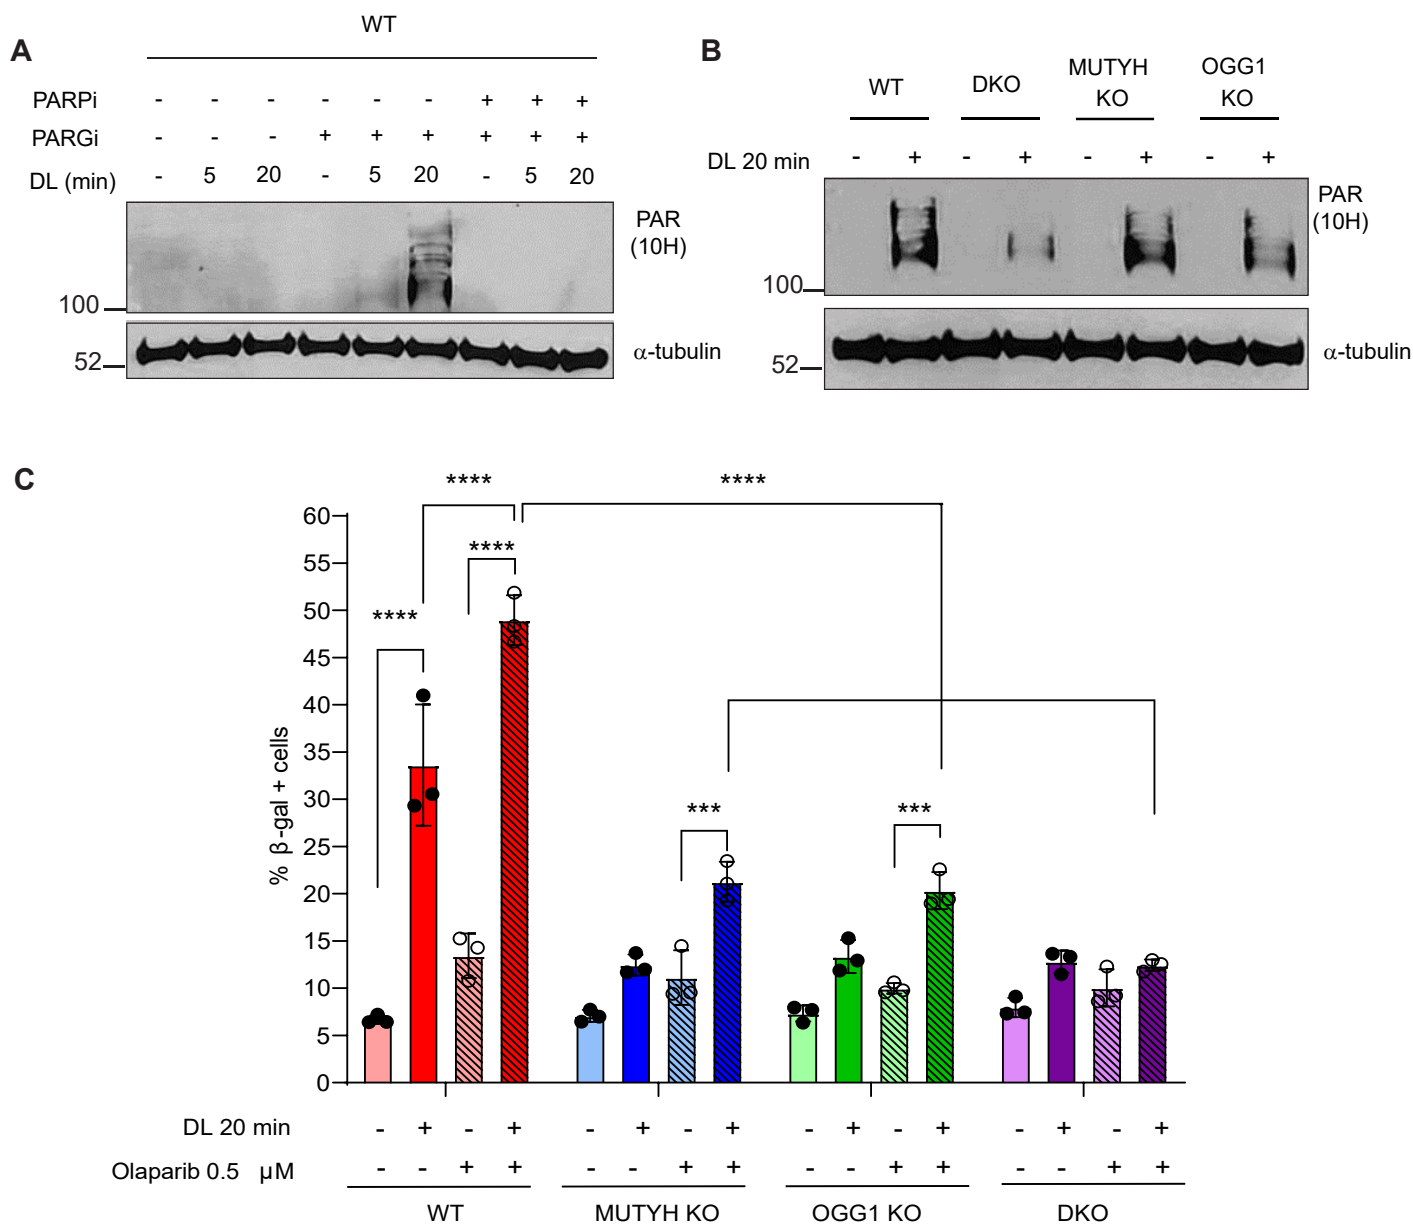 A
WT
PARPi - - - - - - + + +
PARGi - - - + + + + + +
DL (min) - 5 20 - 5 20 - 5 20
PAR
(10H)
100
α-tubulin
52
B
WT DKO MUTYH KO OGG1 KO
DL 20 min - + - + - + - +
PAR
(10H)
100
α-tubulin
52
C
**** ****
****
****
*** ***
% β-gal + cells
60
55
50
45
40
35
30
25
20
15
10
5
0
DL 20 min - + - + - + - + - + - + - + - +
Olaparib 0.5 µM - - + + - - + + - - + + - - + +
WT MUTYH KO OGG1 KO DKO